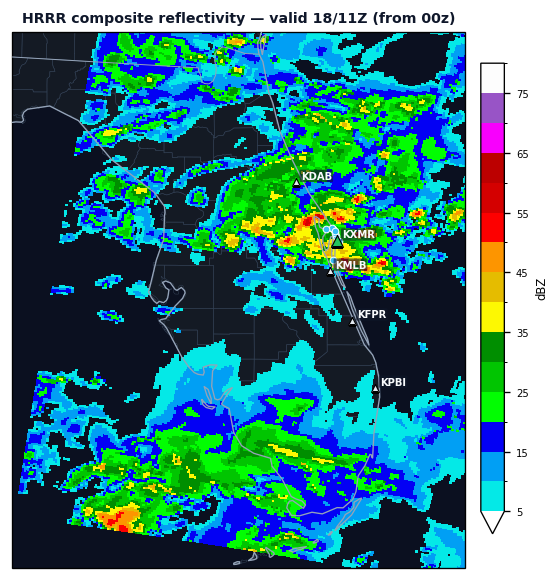 HRRR composite reflectivity — valid 18/11Z (from 00z)
KDAB
KXMR
KMLB
KFPR
KPBI
75
65
55
45
35
25
15
5
dBZ